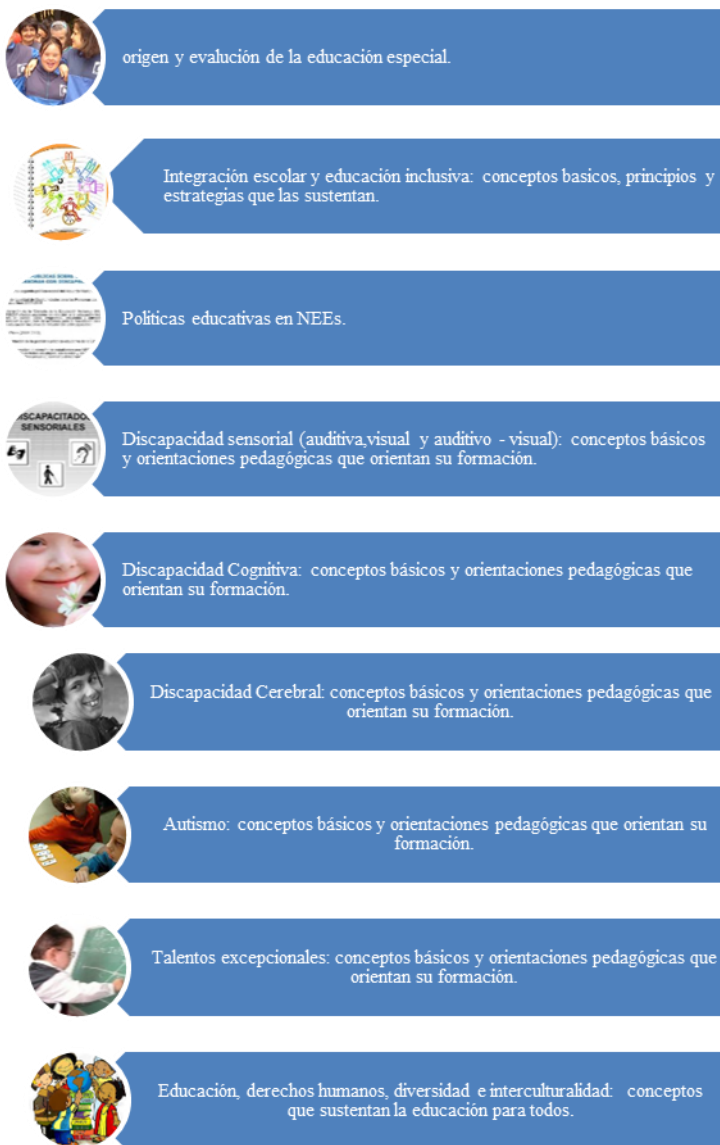 origen y evalución de la educación especial.
Integración escolar y educación inclusiva: conceptos basicos, principios y
estrategias que las sustentan.
Políticas educativas en NEEs.
DISCAPACITADOS
SENSORIALES
Discapacidad sensorial (auditiva,visual y auditivo - visual): conceptos básicos
y orientaciones pedagógicas que orientan su formación.
Discapacidad Cognitiva: conceptos básicos y orientaciones pedagógicas que
orientan su formación.
Discapacidad Cerebral: conceptos básicos y orientaciones pedagógicas que
orientan su formación.
Autismo: conceptos básicos y orientaciones pedagógicas que orientan su
formación.
Talentos excepcionales: conceptos básicos y orientaciones pedagógicas que
orientan su formación.
Educación, derechos humanos, diversidad e interculturalidad: conceptos
que sustentan la educación para todos.